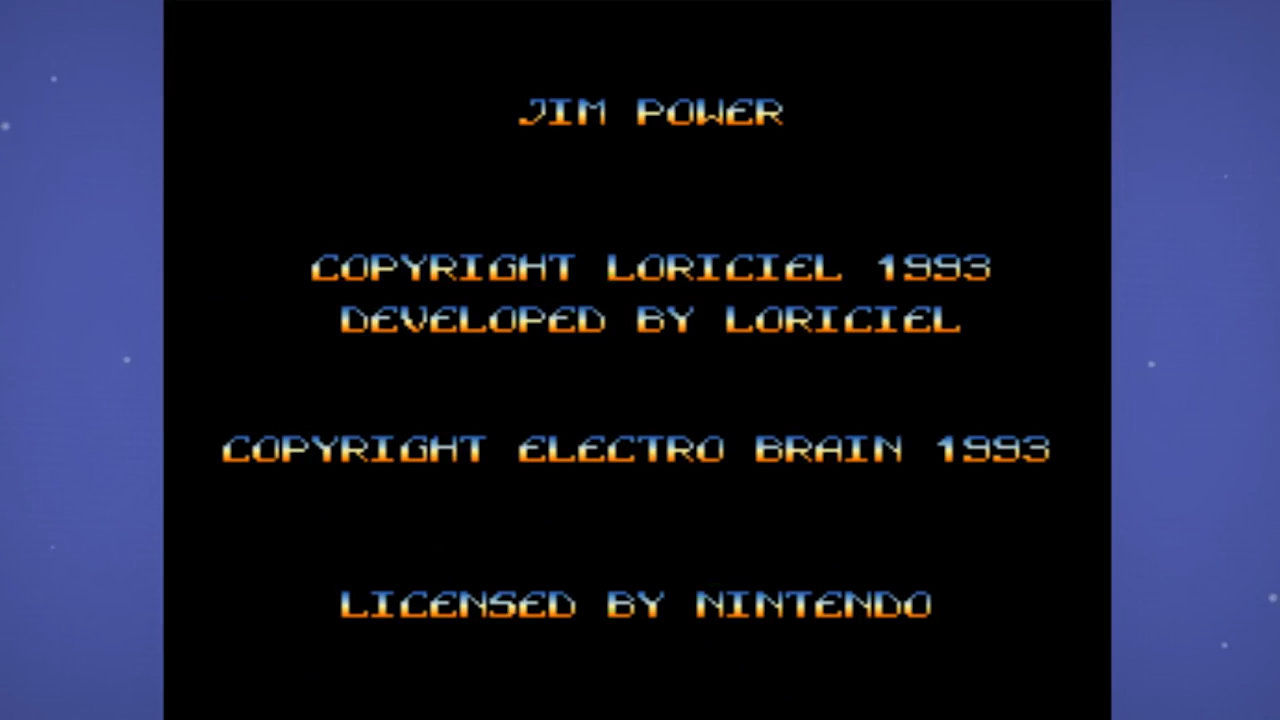 JIM POWER
COPYRIGHT LORICIEL 1993
DEVELOPED BY LORICIEL
COPYRIGHT ELECTRO BRAIN 1993
LICENSED BY NINTENDO